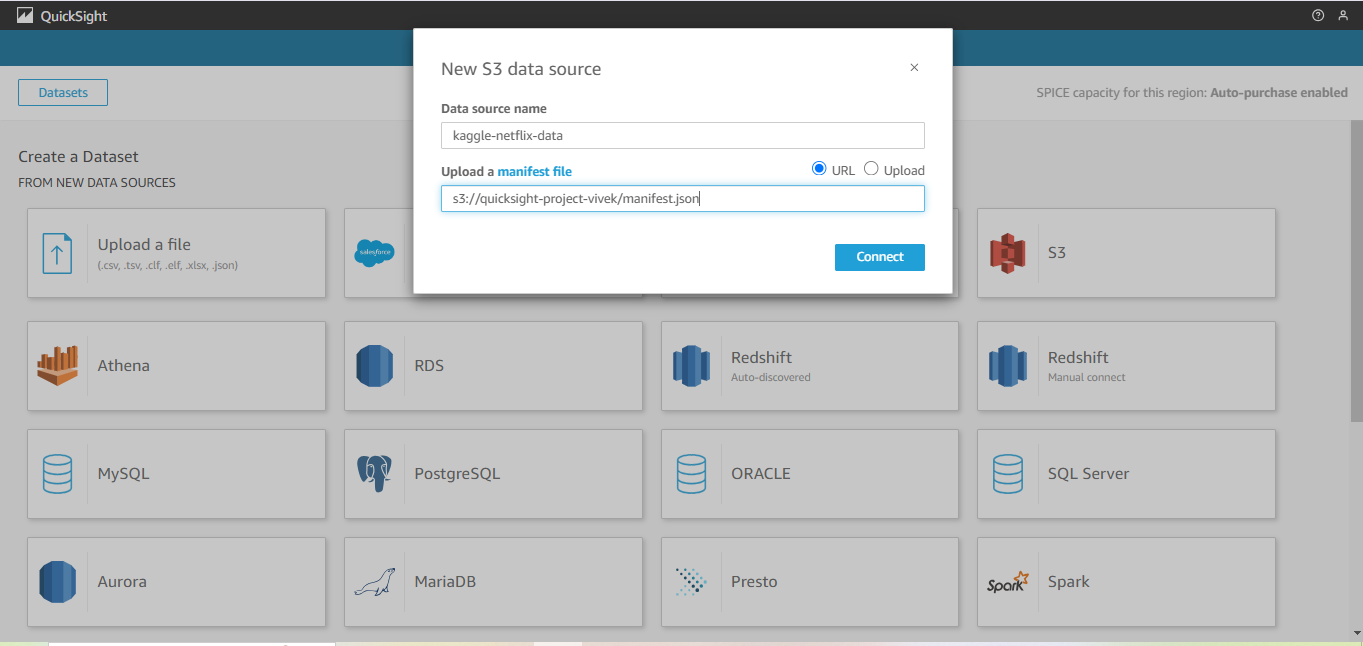 QuickSight
Datasets
SPICE capacity for this region: Auto-purchase enabled
New S3 data source
Data source name
kaggle-netflix-data
Upload a manifest file
URL
Upload
s3://quicksight-project-vivek/manifest.json
Connect
Create a Dataset
FROM NEW DATA SOURCES
Upload a file
(.csv, .tsv, .clf, .elf, .xlsx, .json)
salesforce
S3
Athena
RDS
Redshift
Auto-discovered
Redshift
Manual connect
MySQL
PostgreSQL
ORACLE
SQL Server
Aurora
MariaDB
Presto
Spark
Spark